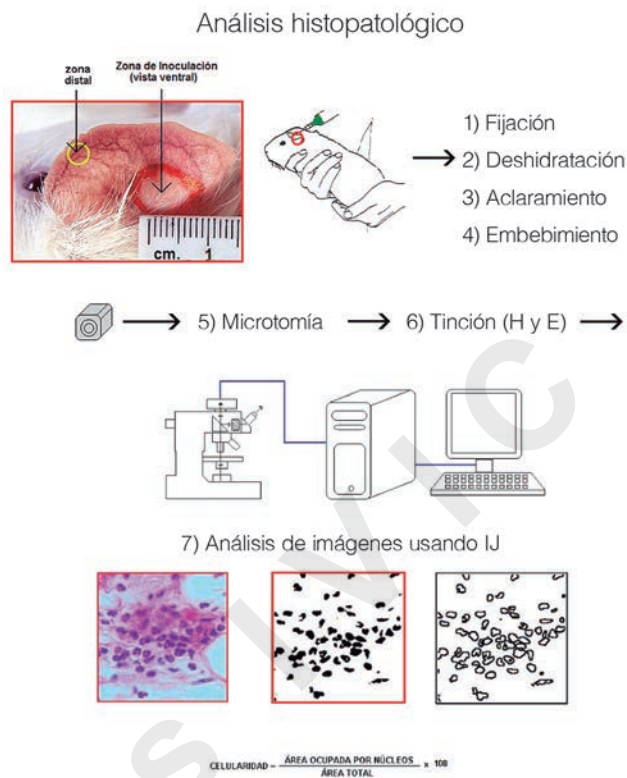 Análisis histopatológico
zona distal
Zona de Inoculación
(vista ventral)
cm. 1
1) Fijación
2) Deshidratación
3) Aclaramiento
4) Embebimiento
5) Microtomía
6) Tinción (H y E)
7) Análisis de imágenes usando IJ
CELULARIDAD = ÁREA OCUPADA POR NÚCLEOS x 100
ÁREA TOTAL
S IVIC